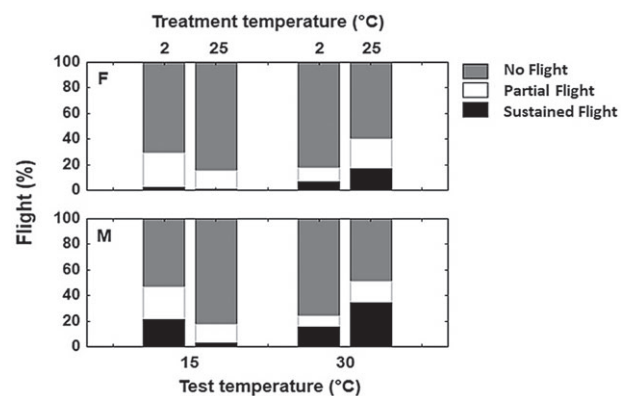 Treatment temperature (°C)
2 25 2 25
100
80
60
40
20
0
F
No Flight
Partial Flight
Sustained Flight
Flight (%)
100
80
60
40
20
0
M
15 30
Test temperature (°C)